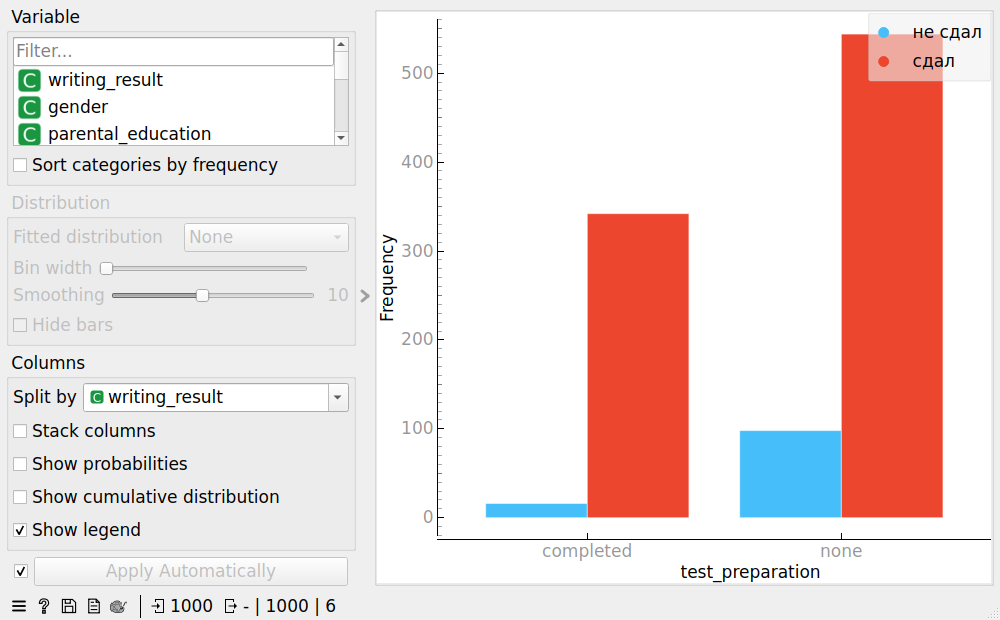 Variable
Filter...
C writing_result
C gender
C parental_education
Sort categories by frequency
Distribution
Fitted distribution None
Bin width
Smoothing 10
Hide bars
Columns
Split by C writing_result
Stack columns
Show probabilities
Show cumulative distribution
Show legend
Apply Automatically
? 1000 - | 1000 | 6
не сдал
сдал
500
400
300
200
100
0
Frequency
completed none
test_preparation